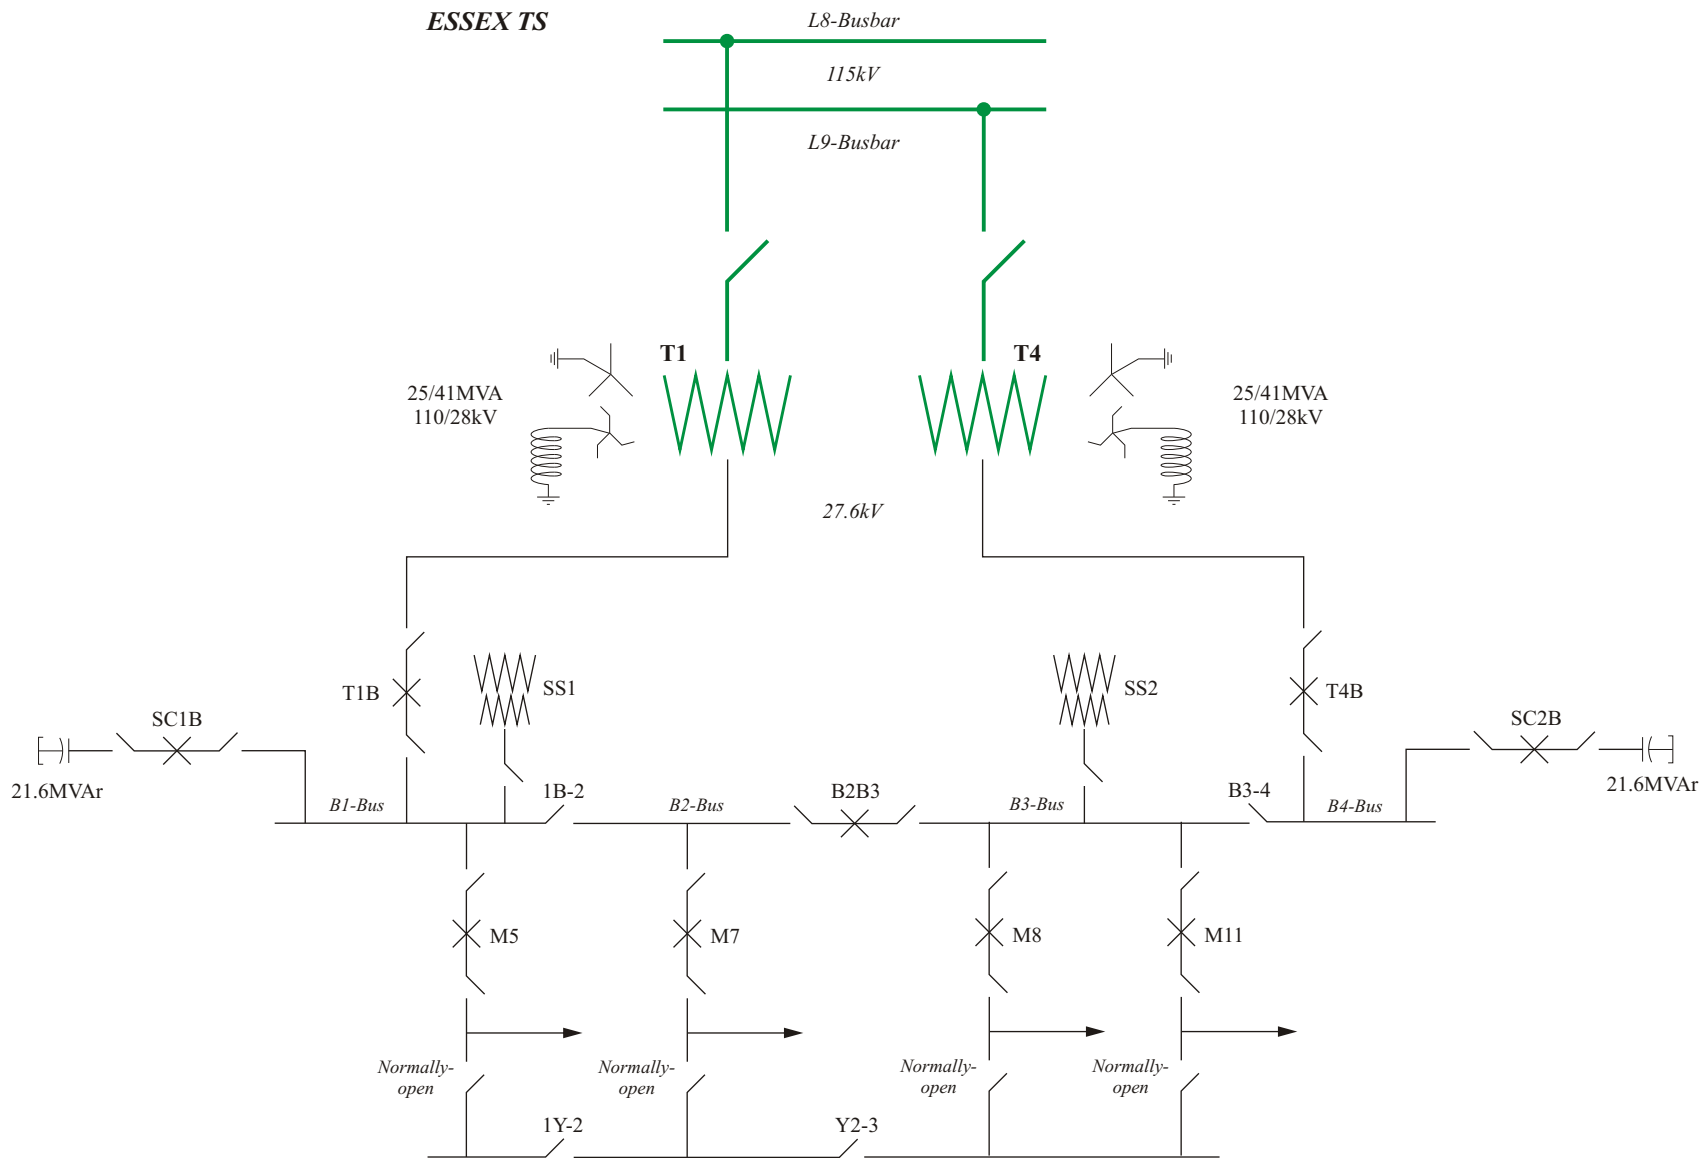 ESSEX TS
L8-Busbar
115kV
L9-Busbar
T1
T4
25/41MVA
110/28kV
25/41MVA
110/28kV
27.6kV
T1B
SS1
SS2
T4B
SC1B
SC2B
21.6MVAr
21.6MVAr
B1-Bus
1B-2
B2-Bus
B2B3
B3-Bus
B3-4
B4-Bus
M5
M7
M8
M11
Normally-
open
Normally-
open
Normally-
open
Normally-
open
1Y-2
Y2-3